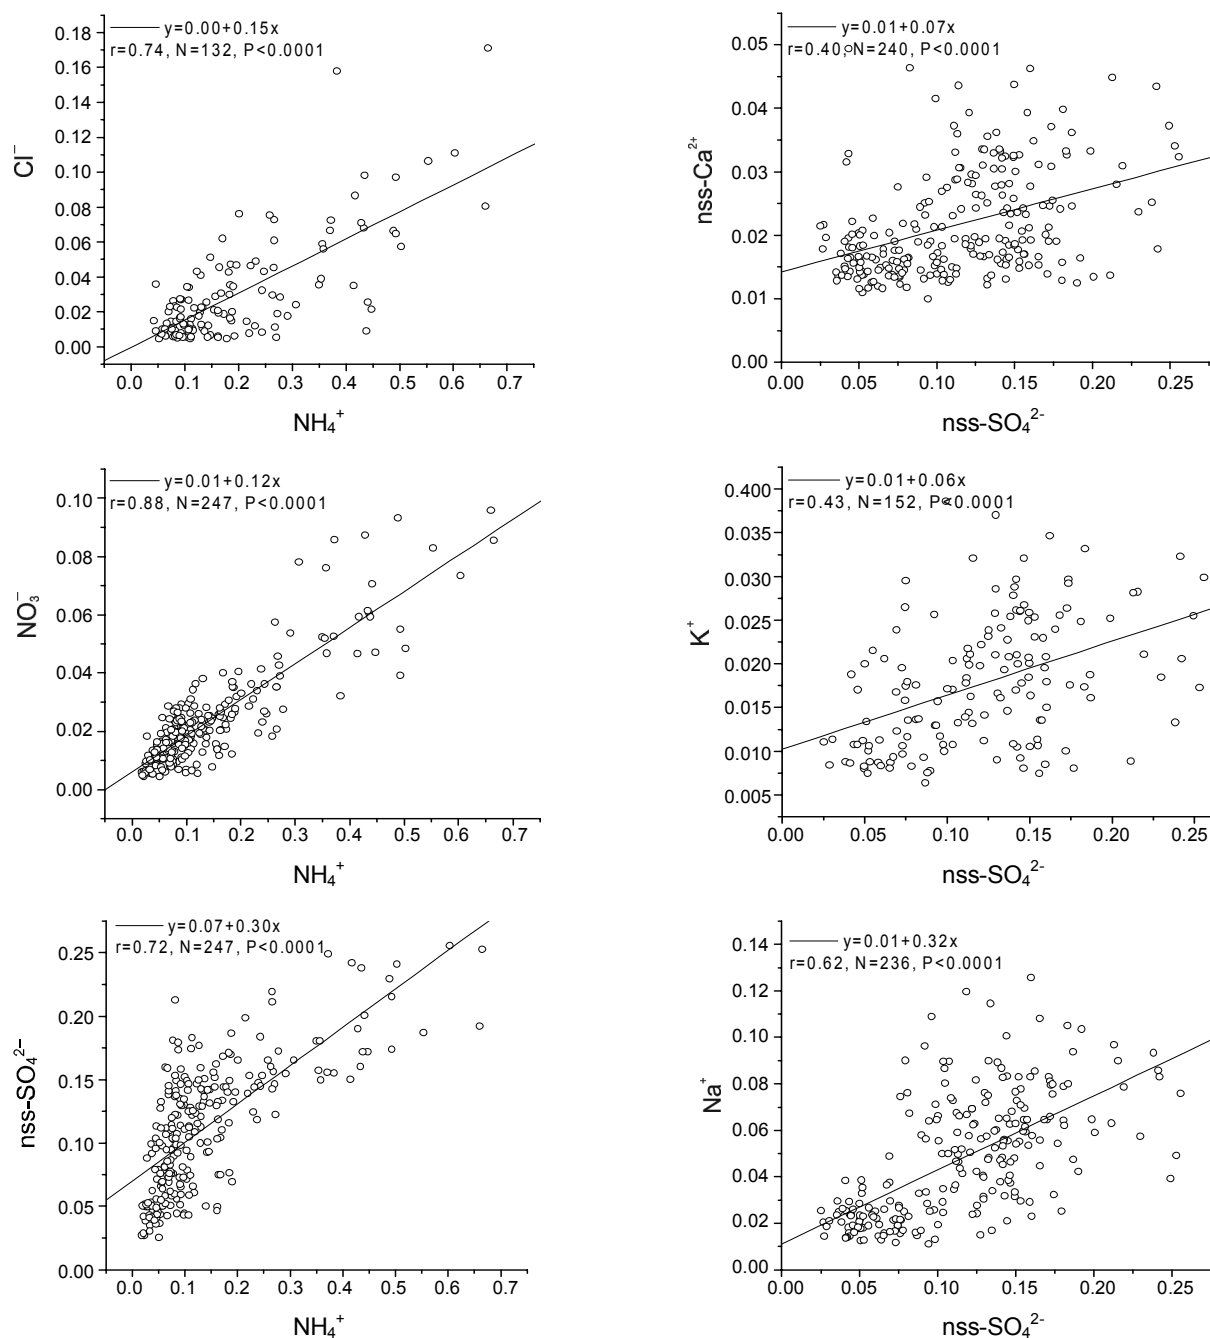 y=0.00+0.15x
r=0.74, N=132, P<0.0001
0.18
0.16
0.14
0.12
0.10
0.08
0.06
0.04
0.02
0.00
Cl⁻
0.0 0.1 0.2 0.3 0.4 0.5 0.6 0.7
NH₄⁺
y=0.01+0.07x
r=0.40, N=240, P<0.0001
0.05
0.04
0.03
0.02
0.01
0.00
nss-Ca²⁺
0.00 0.05 0.10 0.15 0.20 0.25
nss-SO₄²⁻
y=0.01+0.12x
r=0.88, N=247, P<0.0001
0.10
0.08
0.06
0.04
0.02
0.00
NO₃⁻
0.0 0.1 0.2 0.3 0.4 0.5 0.6 0.7
NH₄⁺
y=0.01+0.06x
r=0.43, N=152, P<0.0001
0.400
0.035
0.030
0.025
0.020
0.015
0.010
0.005
K⁺
0.00 0.05 0.10 0.15 0.20 0.25
nss-SO₄²⁻
y=0.07+0.30x
r=0.72, N=247, P<0.0001
0.25
0.20
0.15
0.10
0.05
0.00
nss-SO₄²⁻
0.0 0.1 0.2 0.3 0.4 0.5 0.6 0.7
NH₄⁺
y=0.01+0.32x
r=0.62, N=236, P<0.0001
0.14
0.12
0.10
0.08
0.06
0.04
0.02
0.00
Na⁺
0.00 0.05 0.10 0.15 0.20 0.25
nss-SO₄²⁻